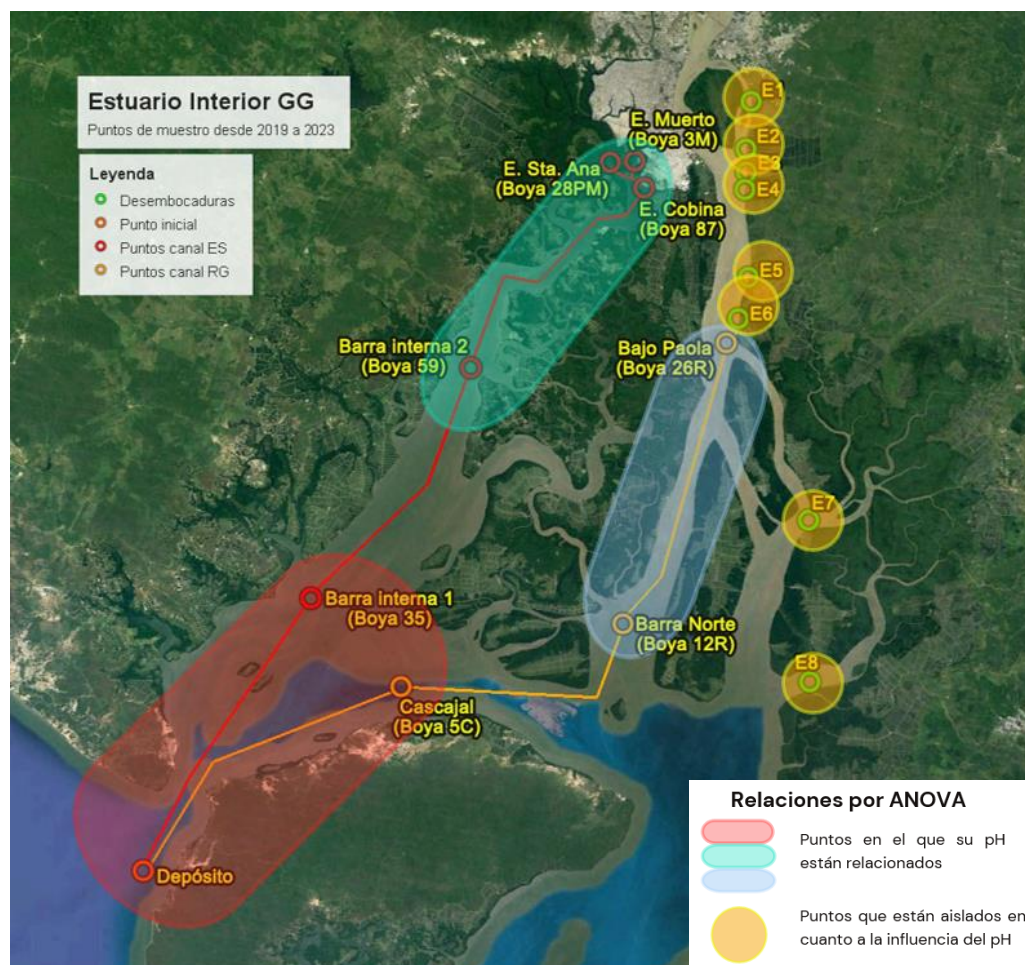 Estuario Interior GG
Puntos de muestro desde 2019 a 2023
Leyenda
Desembocaduras
Punto inicial
Puntos canal ES
Puntos canal RG
E1
E. Muerto
(Boya 3M)
E2
E3
E. Sta. Ana
(Boya 28PM)
E4
E. Cobina
(Boya 87)
E5
E6
Barra interna 2
(Boya 59)
Bajo Paola
(Boya 26R)
E7
Barra interna 1
(Boya 35)
Barra Norte
(Boya 12R)
E8
Cascajal
(Boya 5C)
Depósito
Relaciones por ANOVA
Puntos en el que su pH
están relacionados
Puntos que están aislados en
cuanto a la influencia del pH